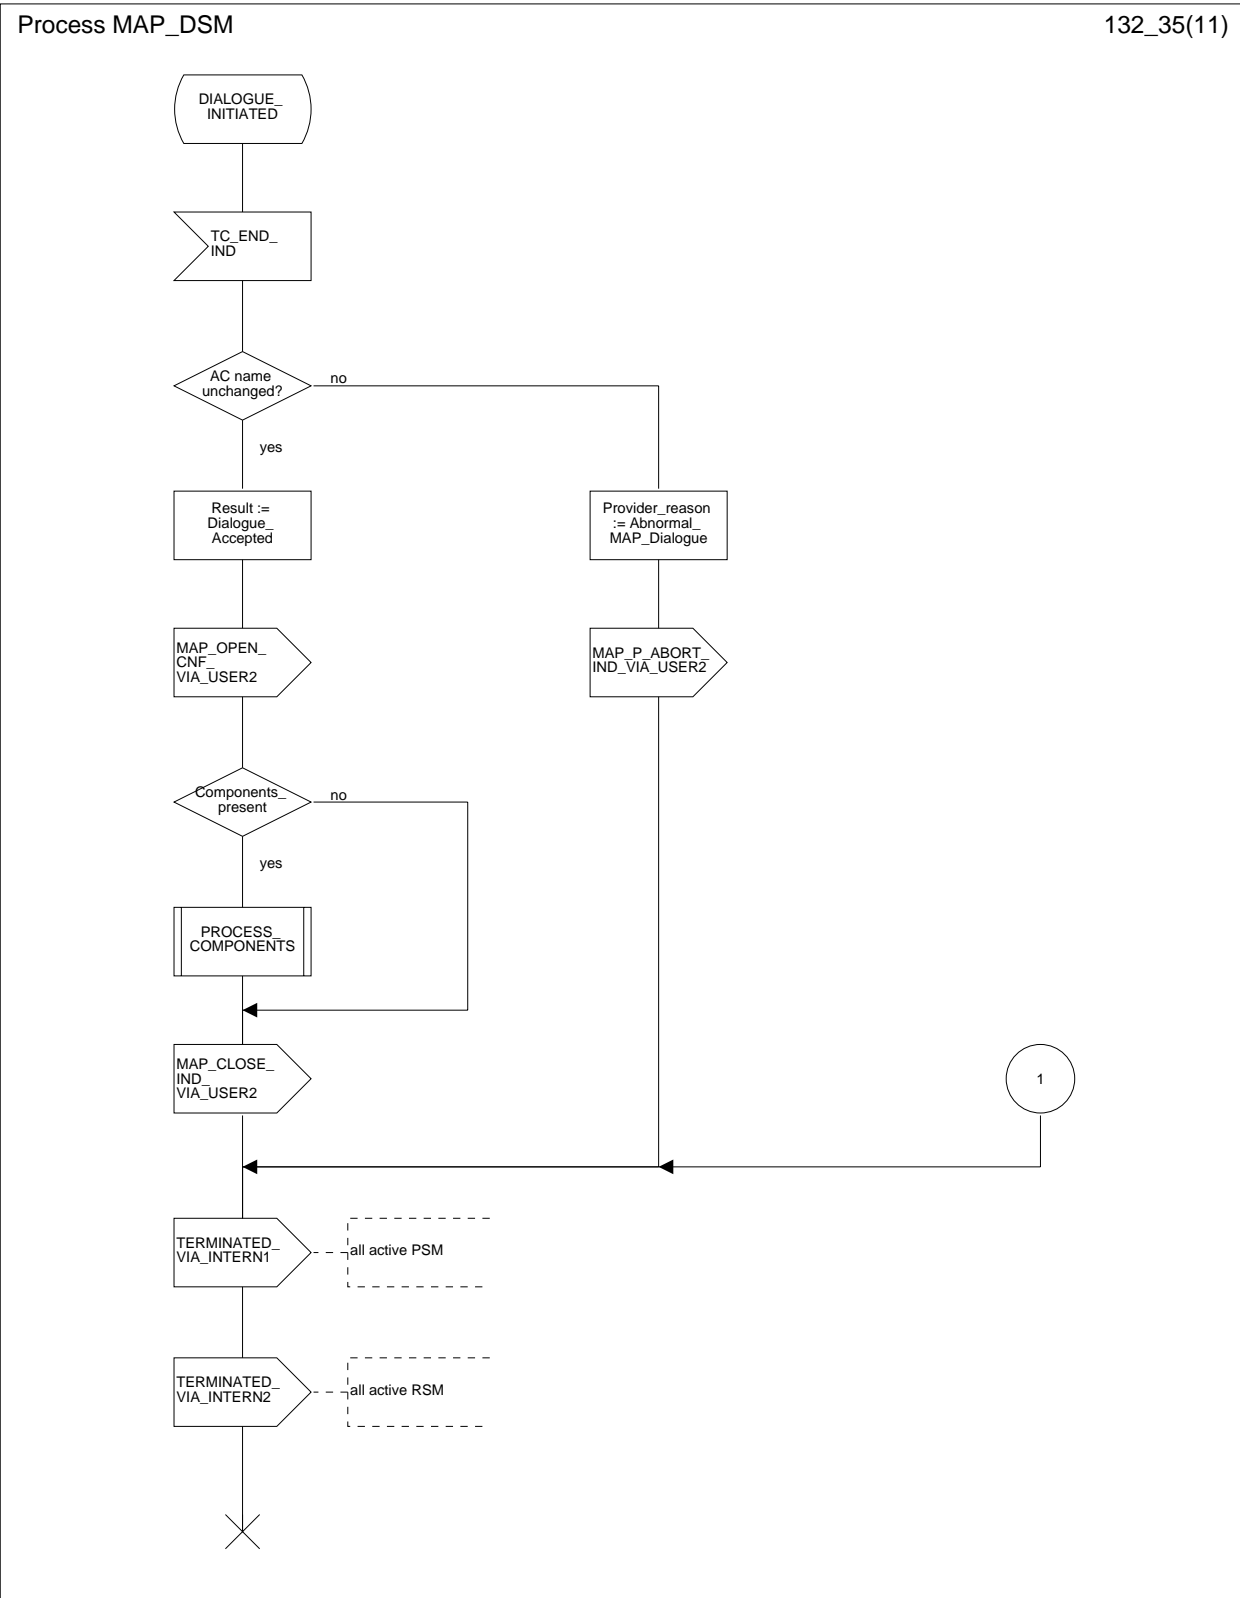 Process MAP_DSM
132_35(11)
DIALOGUE_
INITIATED
TC_END_
IND
AC name
unchanged?
no
yes
Result :=
Dialogue_
Accepted
Provider_reason
:= Abnormal_
MAP_Dialogue
MAP_OPEN_
CNF_
VIA_USER2
MAP_P_ABORT_
IND_VIA_USER2
Components_
present
no
yes
PROCESS_
COMPONENTS
MAP_CLOSE_
IND_
VIA_USER2
1
TERMINATED_
VIA_INTERN1
all active PSM
TERMINATED_
VIA_INTERN2
all active RSM